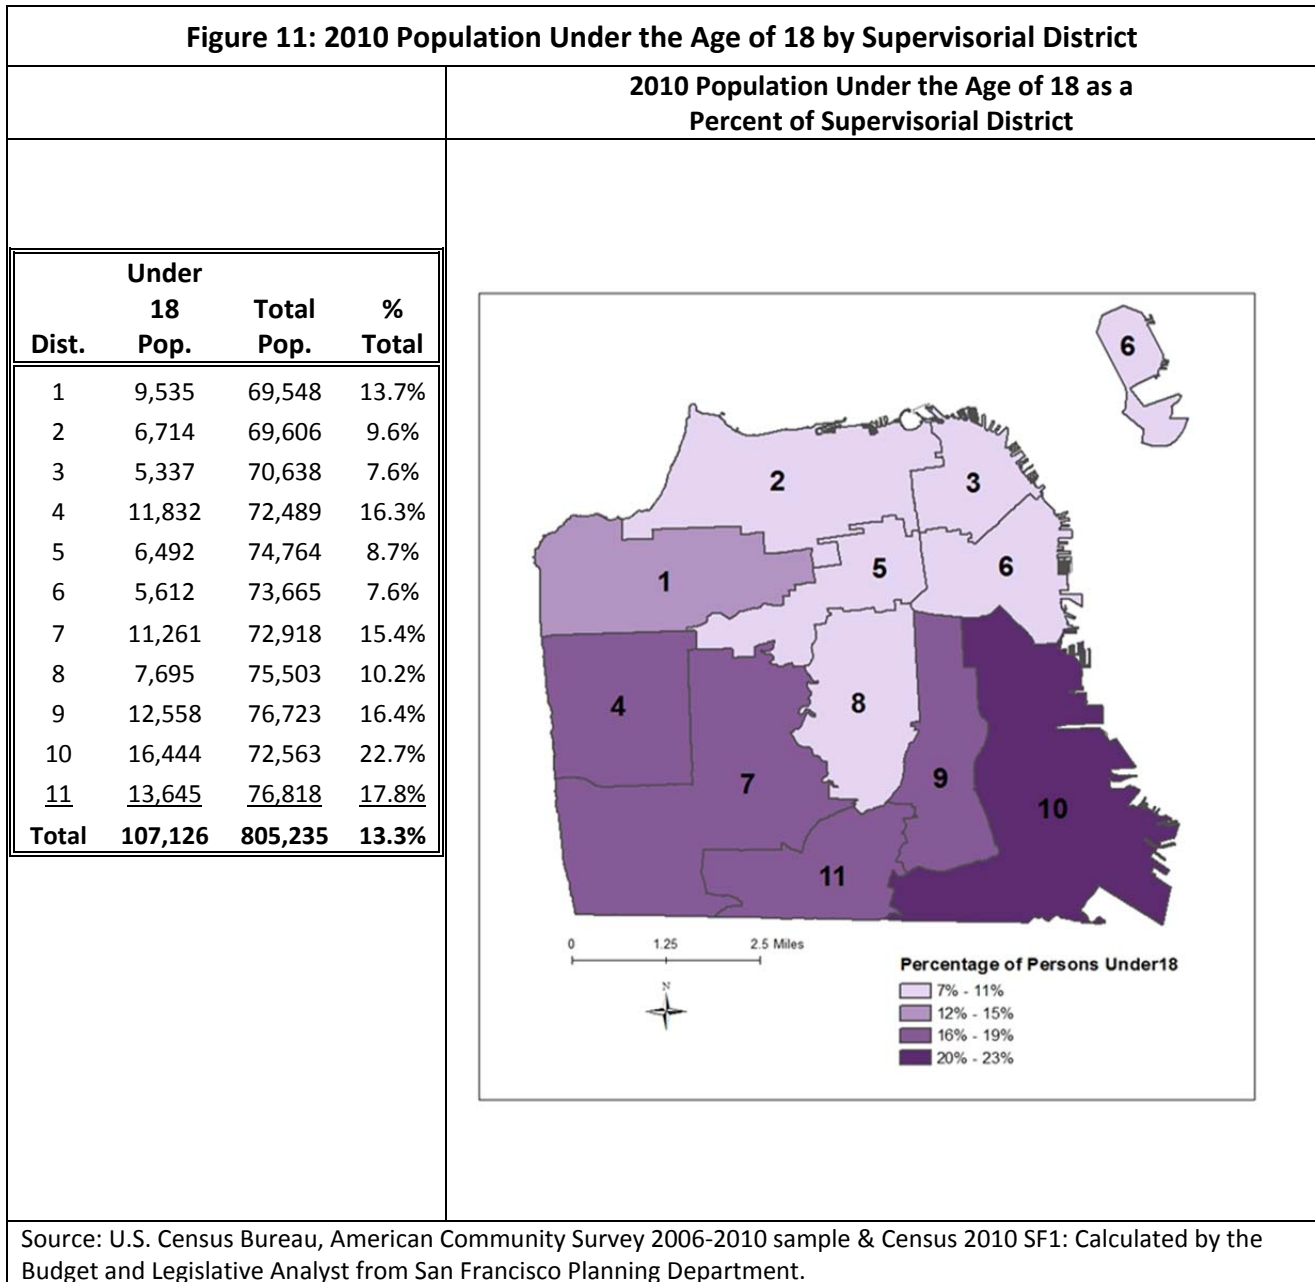 Figure 11: 2010 Population Under the Age of 18 by Supervisorial District
2010 Population Under the Age of 18 as a
Percent of Supervisorial District
Under
18 Total %
Dist. Pop. Pop. Total
1 9,535 69,548 13.7%
2 6,714 69,606 9.6%
3 5,337 70,638 7.6%
4 11,832 72,489 16.3%
5 6,492 74,764 8.7%
6 5,612 73,665 7.6%
7 11,261 72,918 15.4%
8 7,695 75,503 10.2%
9 12,558 76,723 16.4%
10 16,444 72,563 22.7%
11 13,645 76,818 17.8%
Total 107,126 805,235 13.3%
6
2
3
5
6
1
4
8
7
9
10
11
0 1.25 2.5 Miles
N
Percentage of Persons Under18
7% - 11%
12% - 15%
16% - 19%
20% - 23%
Source: U.S. Census Bureau, American Community Survey 2006-2010 sample & Census 2010 SF1: Calculated by the
Budget and Legislative Analyst from San Francisco Planning Department.